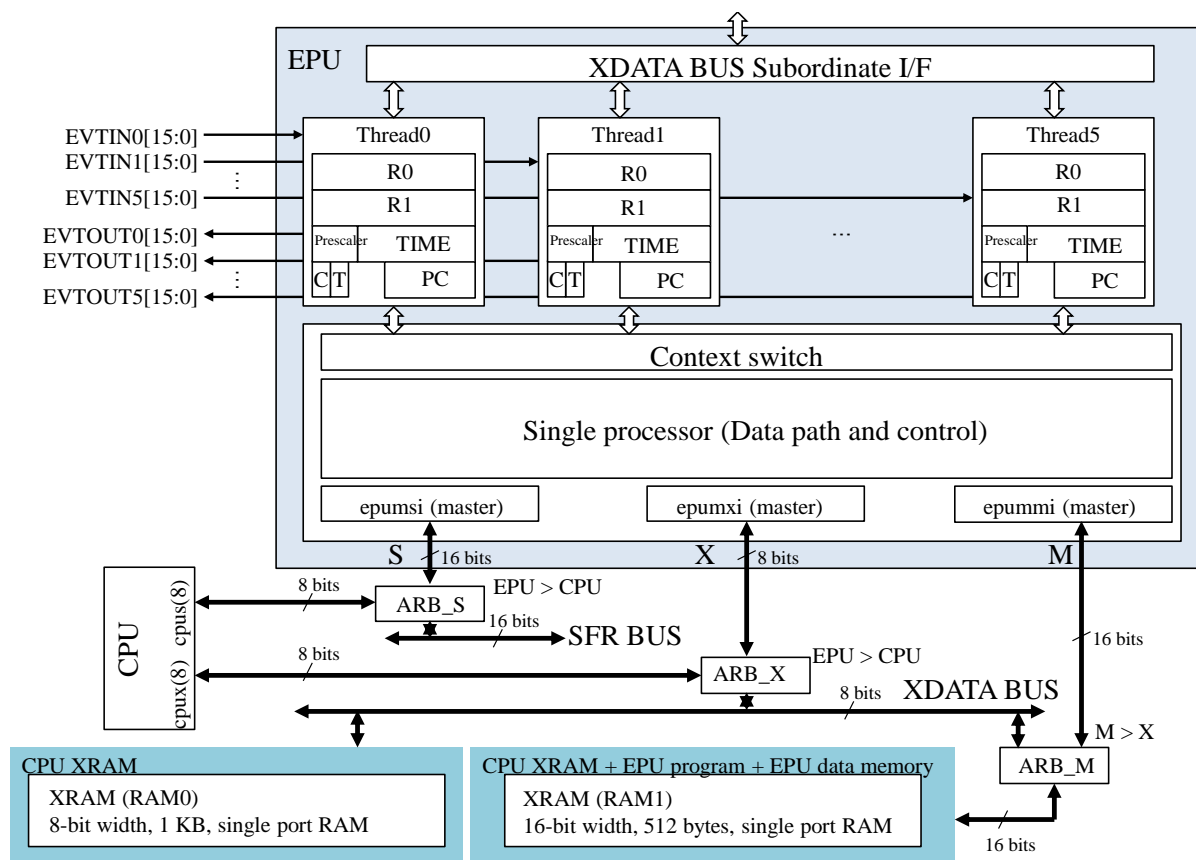 EPU
XDATA BUS Subordinate I/F
EVTIN0[15:0]
EVTIN1[15:0]
⋮
EVTIN5[15:0]
EVTOUT0[15:0]
EVTOUT1[15:0]
⋮
EVTOUT5[15:0]
Thread0
R0
R1
Prescaler TIME
C T PC
Thread1
R0
R1
Prescaler TIME
C T PC
...
Thread5
R0
R1
Prescaler TIME
C T PC
Context switch
Single processor (Data path and control)
epumsi (master)
epumxi (master)
epummi (master)
S 16 bits
X 8 bits
M
CPU
cpus(8)
cpux(8)
8 bits
ARB_S
EPU > CPU
16 bits
SFR BUS
16 bits
8 bits
ARB_X
EPU > CPU
8 bits
XDATA BUS
M > X
ARB_M
16 bits
CPU XRAM
XRAM (RAM0)
8-bit width, 1 KB, single port RAM
CPU XRAM + EPU program + EPU data memory
XRAM (RAM1)
16-bit width, 512 bytes, single port RAM